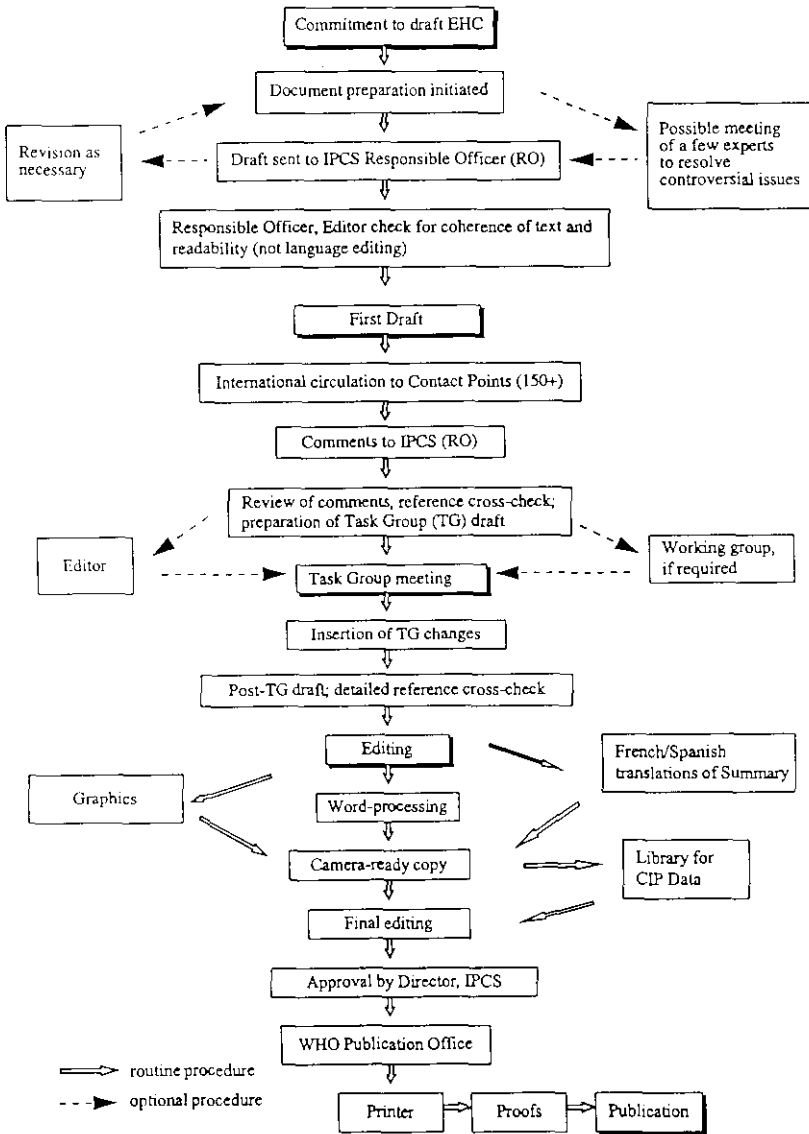 Commitment to draft EHC
Document preparation initiated
Revision as
necessary
Draft sent to IPCS Responsible Officer (RO)
Possible meeting
of a few experts
to resolve
controversial issues
Responsible Officer, Editor check for coherence of text and
readability (not language editing)
First Draft
International circulation to Contact Points (150+)
Comments to IPCS (RO)
Review of comments, reference cross-check;
preparation of Task Group (TG) draft
Editor
Task Group meeting
Working group,
if required
Insertion of TG changes
Post-TG draft; detailed reference cross-check
Editing
French/Spanish
translations of Summary
Graphics
Word-processing
Camera-ready copy
Library for
CIP Data
Final editing
Approval by Director, IPCS
WHO Publication Office
routine procedure
optional procedure
Printer
Proofs
Publication